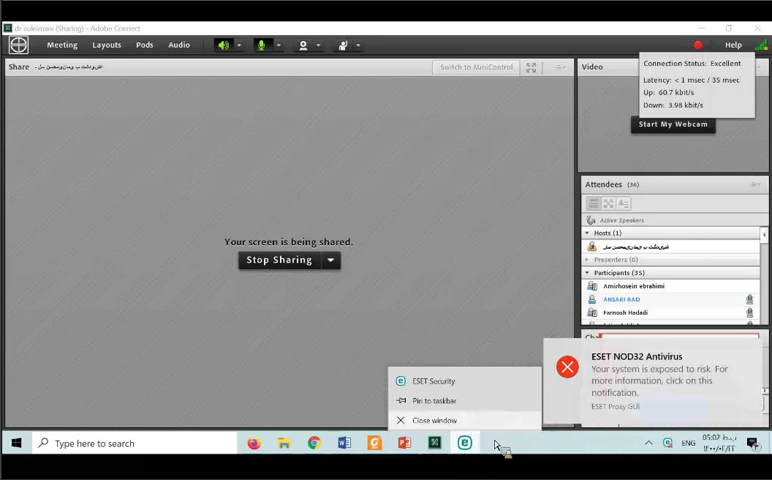 dr soleimani (Sharing) - Adobe Connect
Meeting Layouts Pods Audio Help
Share
Switch to MiniControl
Video
Connection Status: Excellent
Latency: < 1 msec / 35 msec
Up: 60.7 kbit/s
Down: 3.98 kbit/s
Start My Webcam
Your screen is being shared.
Stop Sharing
Attendees (36)
Active Speakers
Hosts (1)
Presenters (0)
Participants (35)
Amirhosein ebrahimi
ANSARI RAD
Farnosh Hadadi
ESET NOD32 Antivirus
Your system is exposed to risk. For
more information, click on this
notification.
ESET Proxy GUI
ESET Security
Pin to taskbar
Close window
Type here to search
ENG